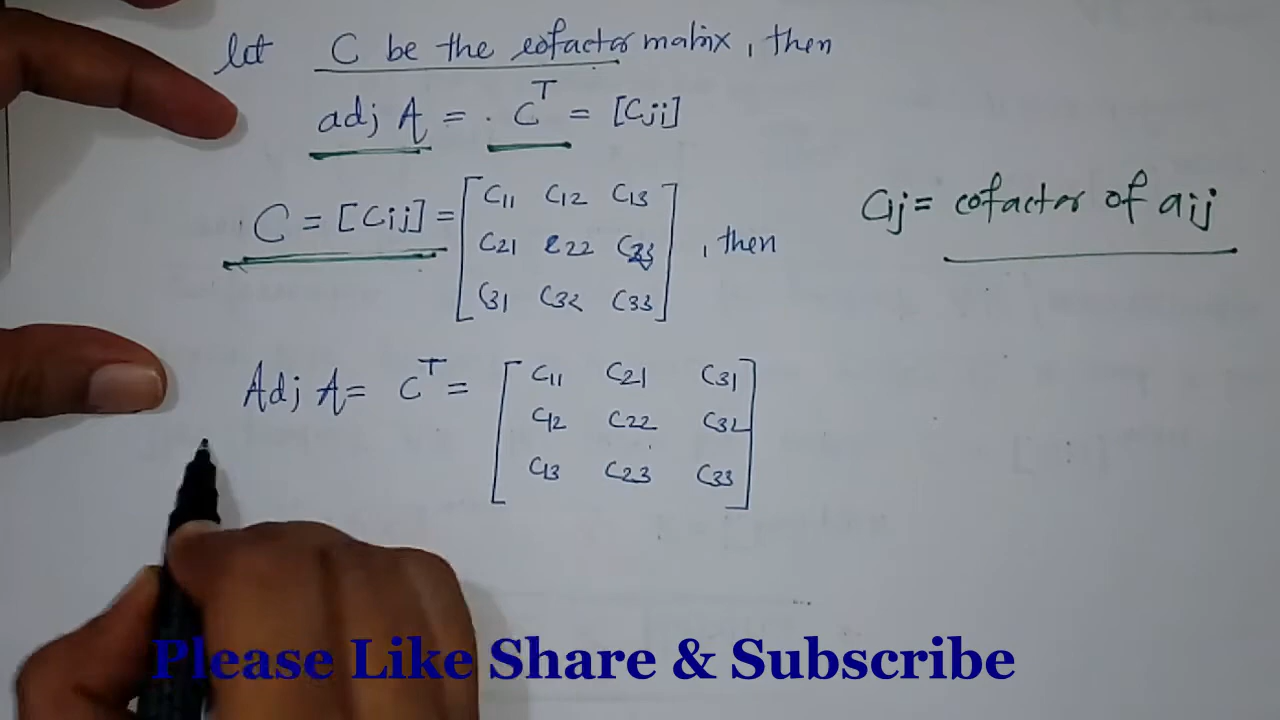 let C be the cofactor matrix, then
adj A = . C^T = [Cji]
C = [Cij] = [C11 C12 C13
C21 C22 C23
C31 C32 C33] , then
Cij = cofactor of aij
Adj A = C^T = [C11 C21 C31
C12 C22 C32
C13 C23 C33]
Please Like Share & Subscribe